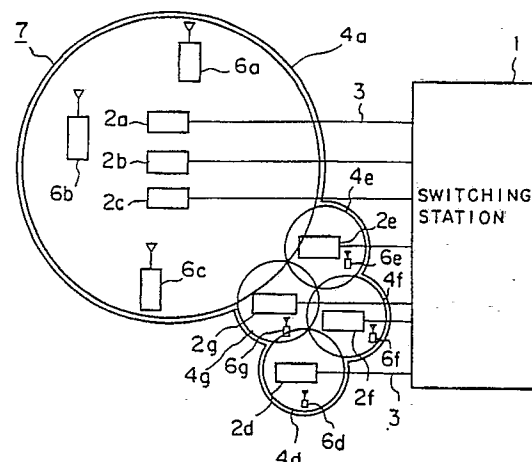 7
4a
1
6a
3
2a
6b
2b
4e
2c
SWITCHING
STATION
2e
6c
6e
4f
2g
6g
6f
4g
2f
3
2d
6d
4d